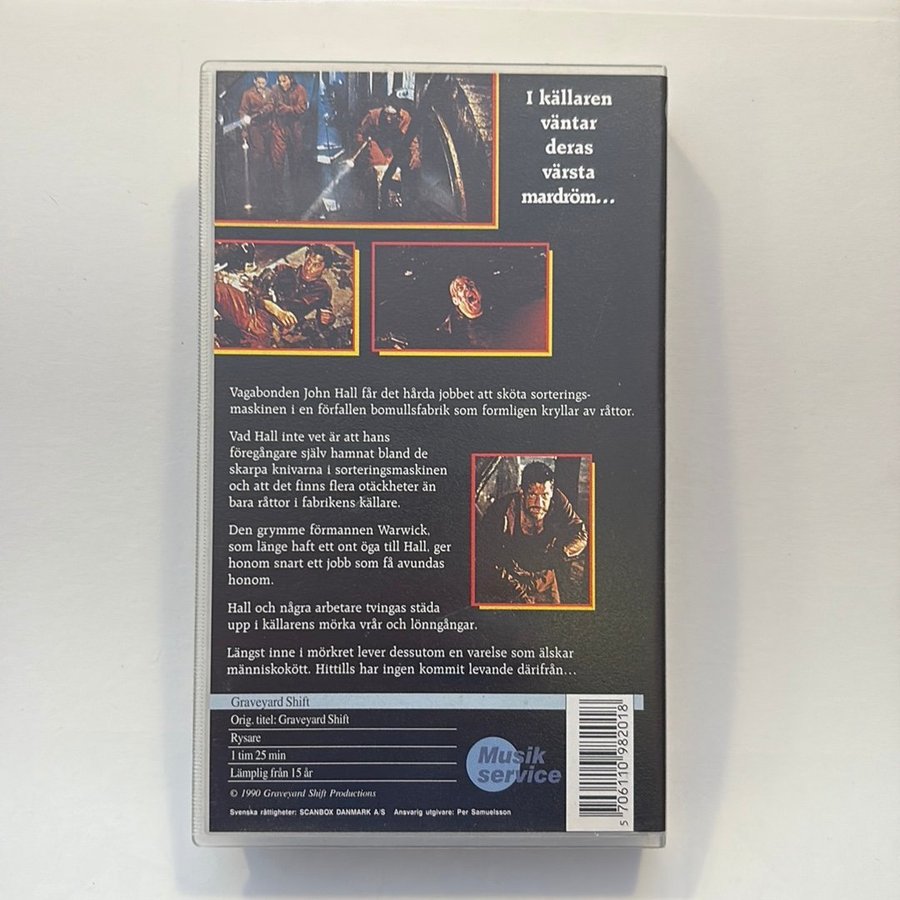 I källaren
väntar
deras
värsta
mardröm...
Vagabonden John Hall får det hårda jobbet att sköta sorterings-
maskinen i en förfallen bomullsfabrik som formligen kryllar av råttor.
Vad Hall inte vet är att hans
föregångare själv hamnat bland de
skarpa knivarna i sorteringsmaskinen
och att det finns flera otäckheter än
bara råttor i fabrikens källare.
Den grymme förmannen Warwick,
som länge haft ett ont öga till Hall, ger
honom snart ett jobb som få avundas
honom.
Hall och några arbetare tvingas städa
upp i källarens mörka vrår och lönngångar.
Längst inne i mörkret lever dessutom en varelse som älskar
människokött. Hittills har ingen kommit levande därifrån...
Graveyard Shift
Orig. titel: Graveyard Shift
Rysare
1 tim 25 min
Lämplig från 15 år
© 1990 Graveyard Shift Productions
Svenska rättigheter: SCANBOX DANMARK A/S Ansvarig utgivare: Per Samuelsson
Musik
service
5 706110 982018